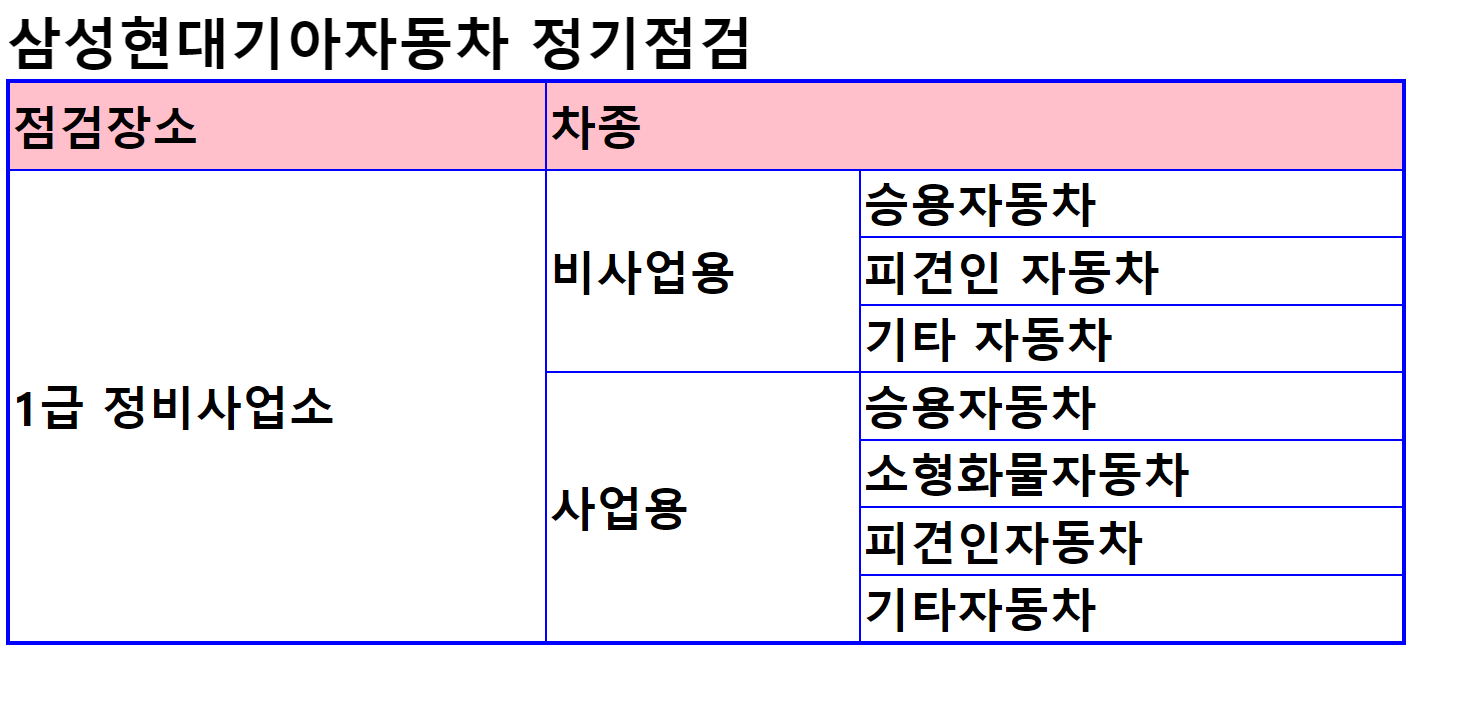 삼성현대기아자동차 정기점검
점검장소 차종
1급 정비사업소
비사업용
승용자동차
피견인 자동차
기타 자동차
사업용
승용자동차
소형화물자동차
피견인자동차
기타자동차